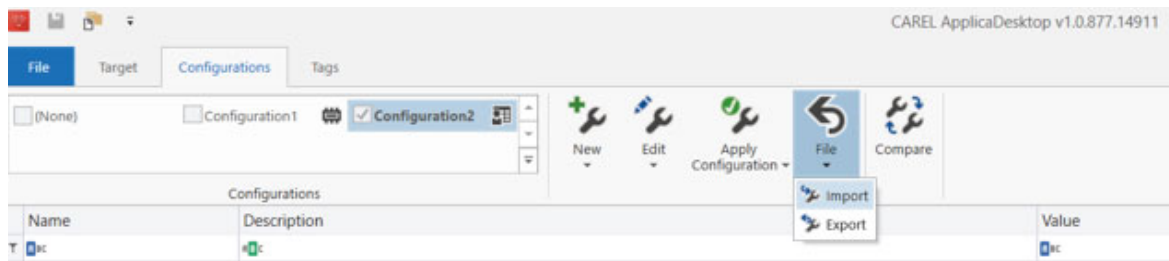 CAREL ApplicaDesktop v1.0.877.14911
File Target Configurations Tags
(None) Configuration1 Configuration2
New Edit Apply Configuration File Compare
Import
Export
Configurations
Name Description Value